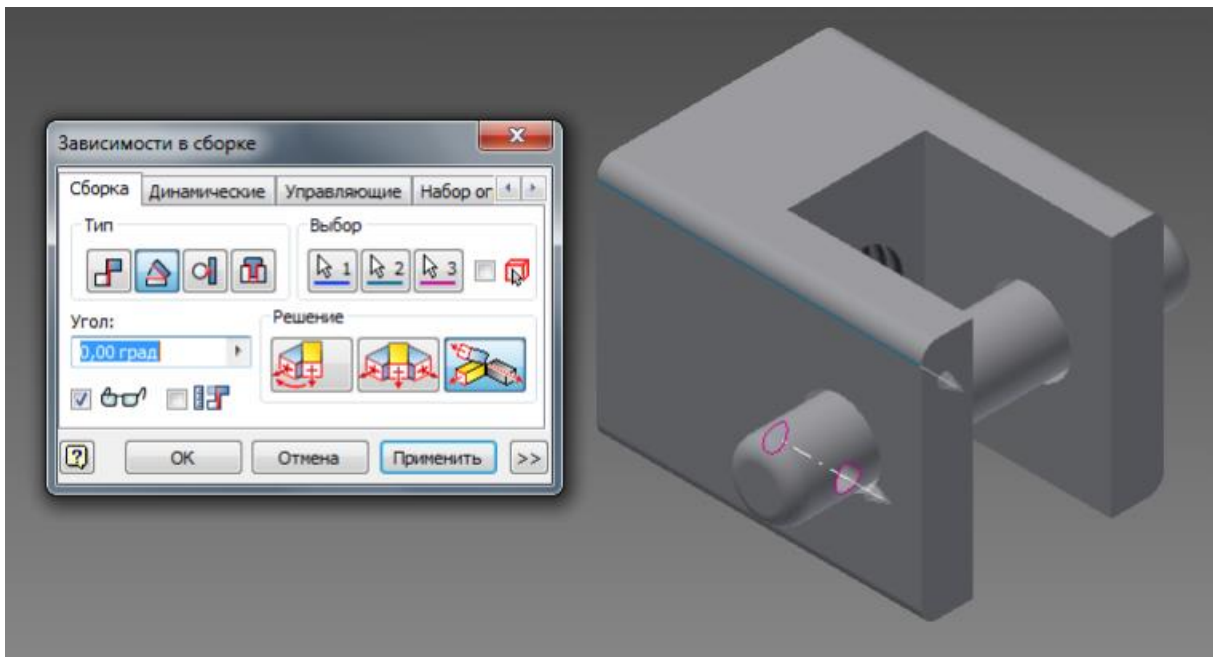 Зависимости в сборке
Сборка Динамические Управляющие Набор ог
Тип Выбор
1 2 3
Угол: Решение
0,00 град
? ОК Отмена Применить >>